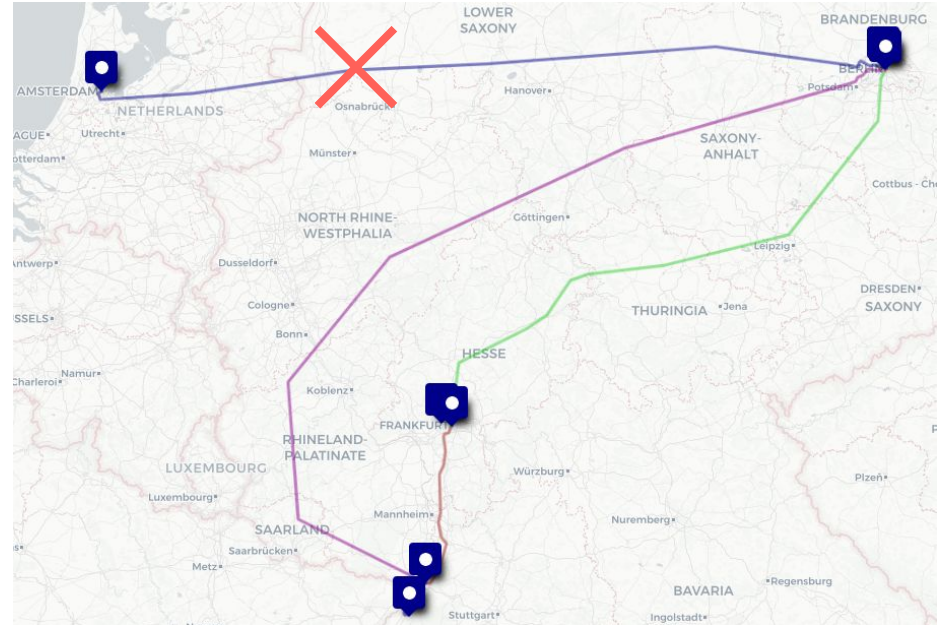 LOWER
SAXONY
BRANDENBURG
AMSTERDAM
BERLIN
NETHERLANDS
Osnabrück
Hanover
Potsdam
AGUE
Utrecht
otterdam
Münster
SAXONY-
ANHALT
Cottbus - Ch
NORTH RHINE-
WESTPHALIA
Göttingen
Leipzig
Antwerp
Dusseldorf
DRESDEN
SAXONY
SSELS
Cologne
THURINGIA
Jena
Bonn
HESSE
Namur
Charleroi
Koblenz
FRANKFURT
RHINELAND-
PALATINATE
LUXEMBOURG
Würzburg
Plzeň
Luxembourg
Mannheim
Nuremberg
SAARLAND
Saarbrücken
Metz
Regensburg
BAVARIA
Stuttgart
Ingolstadt